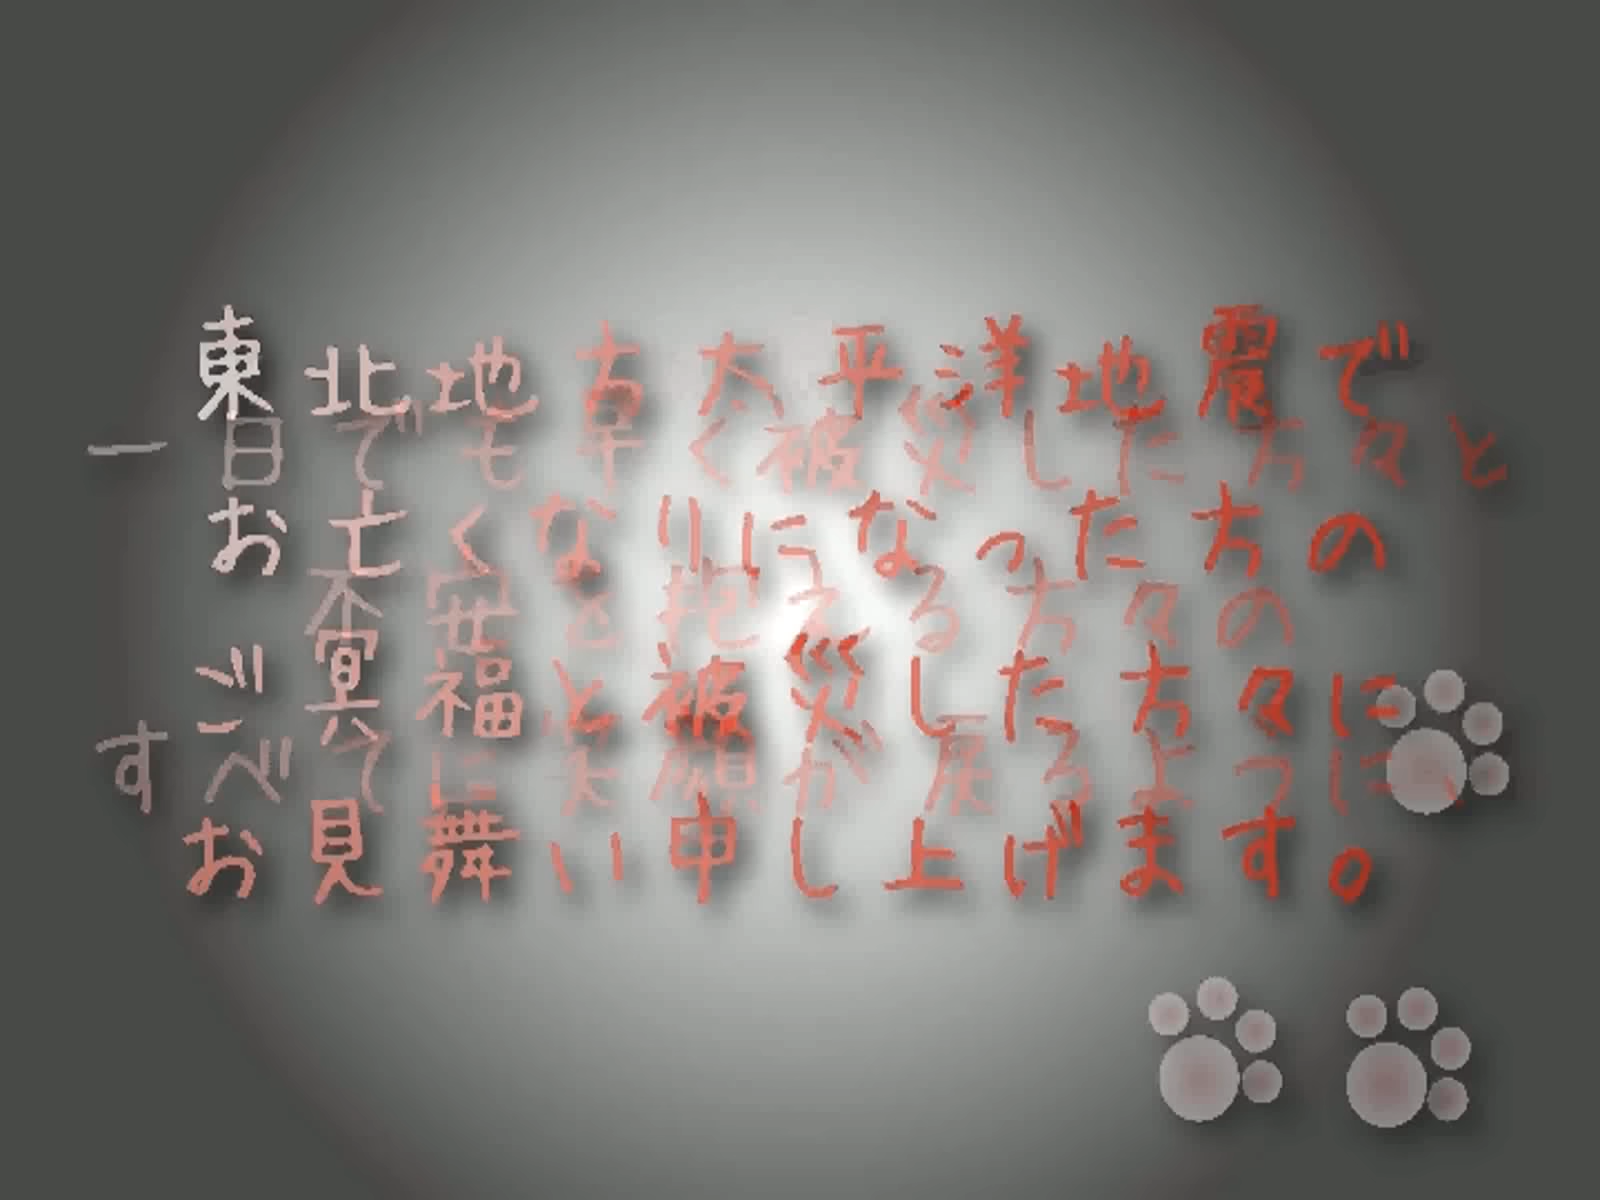 東北地方太平洋地震で
一日でも早く被災した方々と
お亡くなりになった方の
不安を抱える方々の
ご冥福と被災した方々に
すべてに笑顔が戻るように、
お見舞い申し上げます。